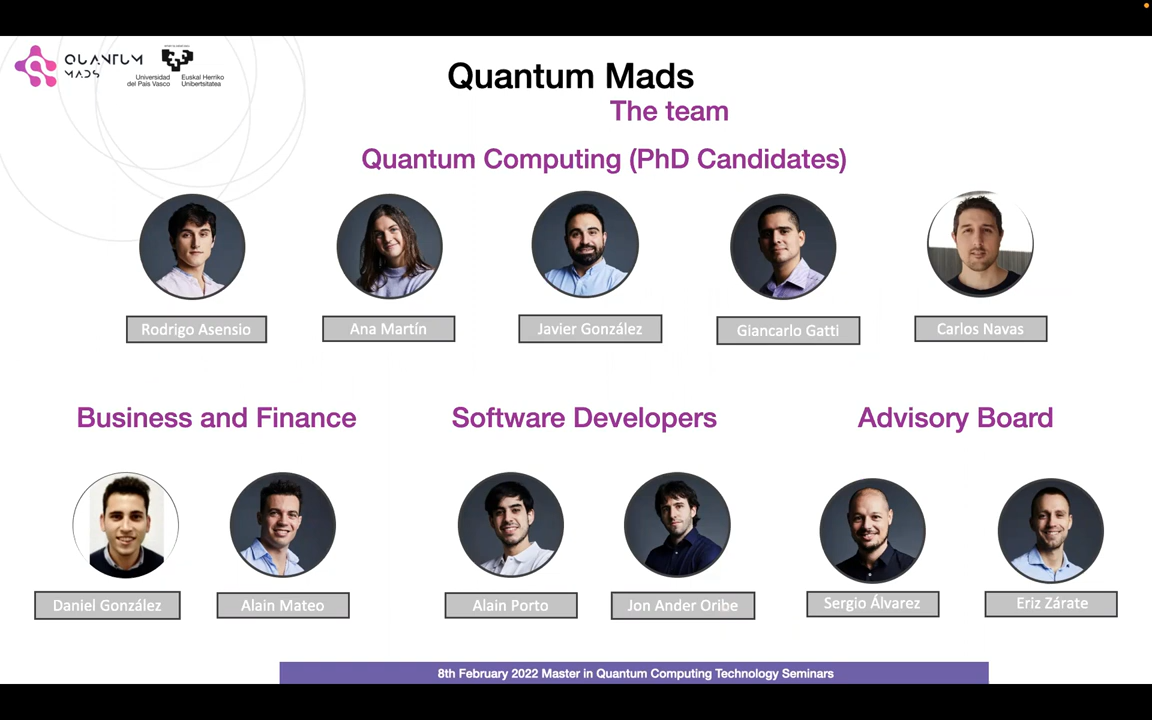 QUANTUM
MADS
Universidad
del País Vasco
Euskal Herriko
Unibertsitatea
Quantum Mads
The team
Quantum Computing (PhD Candidates)
Rodrigo Asensio
Ana Martín
Javier González
Giancarlo Gatti
Carlos Navas
Business and Finance
Software Developers
Advisory Board
Daniel González
Alain Mateo
Alain Porto
Jon Ander Oribe
Sergio Álvarez
Eriz Zárate
8th February 2022 Master in Quantum Computing Technology Seminars